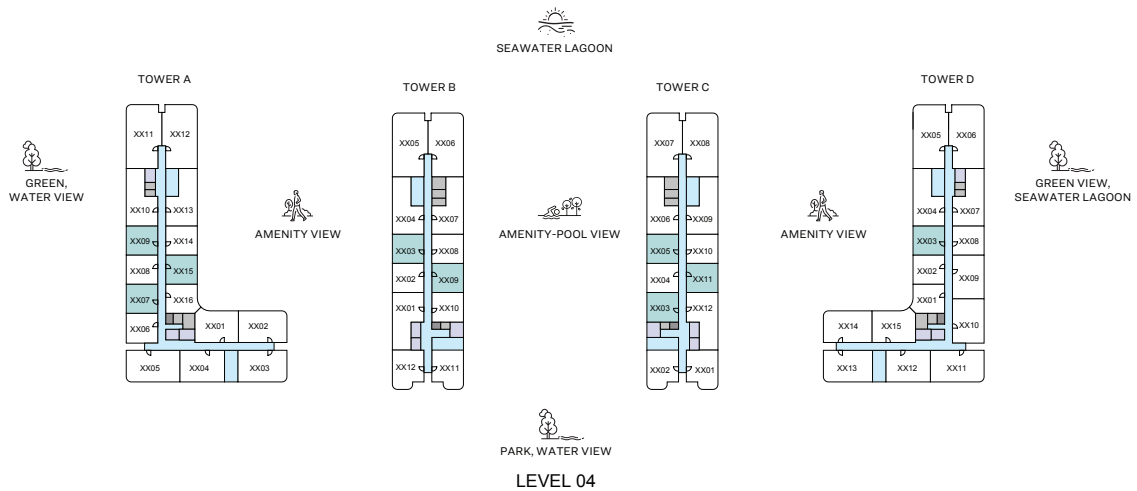 SEAWATER LAGOON
TOWER A
TOWER B
TOWER C
TOWER D
GREEN,
WATER VIEW
AMENITY VIEW
AMENITY-POOL VIEW
AMENITY VIEW
GREEN VIEW,
SEAWATER LAGOON
XX11 XX12
XX10 XX13
XX09 XX14
XX08 XX15
XX07 XX16
XX06 XX01 XX02
XX05 XX04 XX03
XX05 XX06
XX04 XX07
XX03 XX08
XX02 XX09
XX01 XX10
XX12 XX11
XX07 XX08
XX06 XX09
XX05 XX10
XX04 XX11
XX03 XX12
XX02 XX01
XX05 XX06
XX04 XX07
XX03 XX08
XX02 XX09
XX01
XX14 XX15 XX10
XX13 XX12 XX11
PARK, WATER VIEW
LEVEL 04